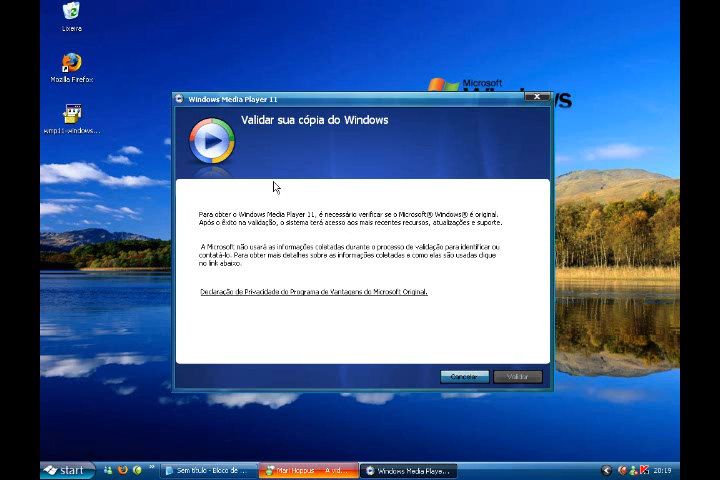 Lixeira
Mozilla Firefox
wmp11-windows...
Microsoft
Windows Media Player 11
Validar sua cópia do Windows
Para obter o Windows Media Player 11, é necessário verificar se o Microsoft® Windows® é original.
Após o êxito na validação, o sistema terá acesso aos mais recentes recursos, atualizações e suporte.
A Microsoft não usará as informações coletadas durante o processo de validação para identificar ou
contatá-lo. Para obter mais detalhes sobre as informações coletadas e como elas são usadas clique
no link abaixo.
Declaração de Privacidade do Programa de Vantagens do Microsoft Original.
Cancelar
Validar
start
Sem título - Bloco de ...
Mari Hoppus
A vid...
Windows Media Playe...
20:19